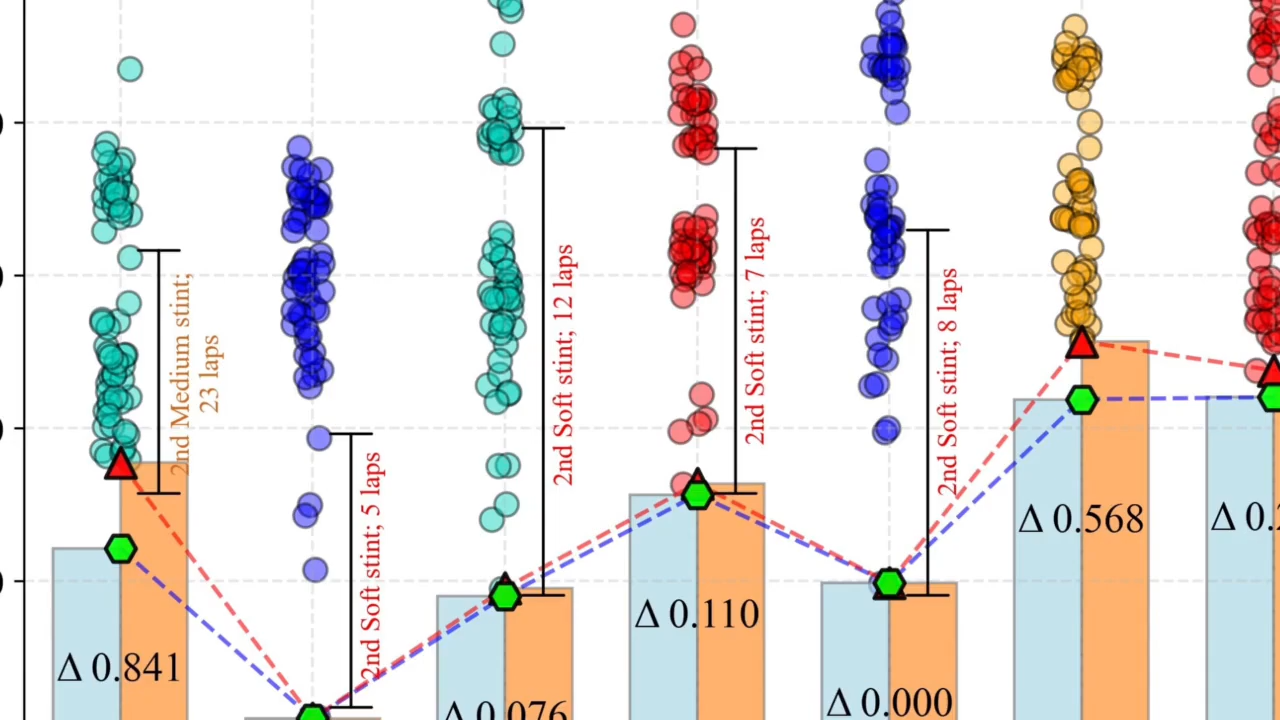 2nd Medium stint;
23 laps
2nd Soft stint; 5 laps
2nd Soft stint; 12 laps
2nd Soft stint; 7 laps
2nd Soft stint; 8 laps
Δ 0.841
Δ 0.076
Δ 0.110
Δ 0.000
Δ 0.568